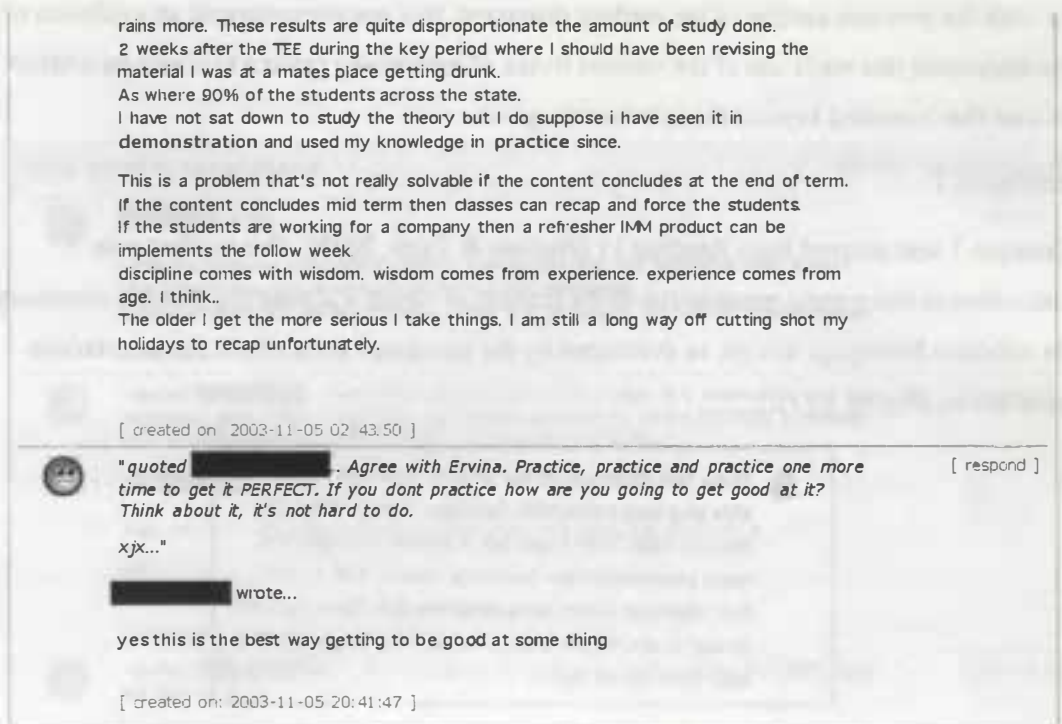 rains more. These results are quite disproportionate the amount of study done.
2 weeks after the TEE during the key period where I should have been revising the
material I was at a mates place getting drunk.
As where 90% of the students across the state.
I have not sat down to study the theory but I do suppose i have seen it in
demonstration and used my knowledge in practice since.
This is a problem that's not really solvable if the content concludes at the end of term.
If the content concludes mid term then classes can recap and force the students.
If the students are working for a company then a refresher IMM product can be
implements the follow week
discipline comes with wisdom. wisdom comes from experience. experience comes from
age. I think..
The older I get the more serious I take things. I am still a long way off cutting shot my
holidays to recap unfortunately.
[ created on: 2003-11-05 02:43:50 ]
"quoted .. Agree with Ervina. Practice, practice and practice one more
[ respond ]
time to get it PERFECT. If you dont practice how are you going to get good at it?
Think about it, it's not hard to do.
xjx..."
wrote...
yes this is the best way getting to be good at some thing
[ created on: 2003-11-05 20:41:47 ]